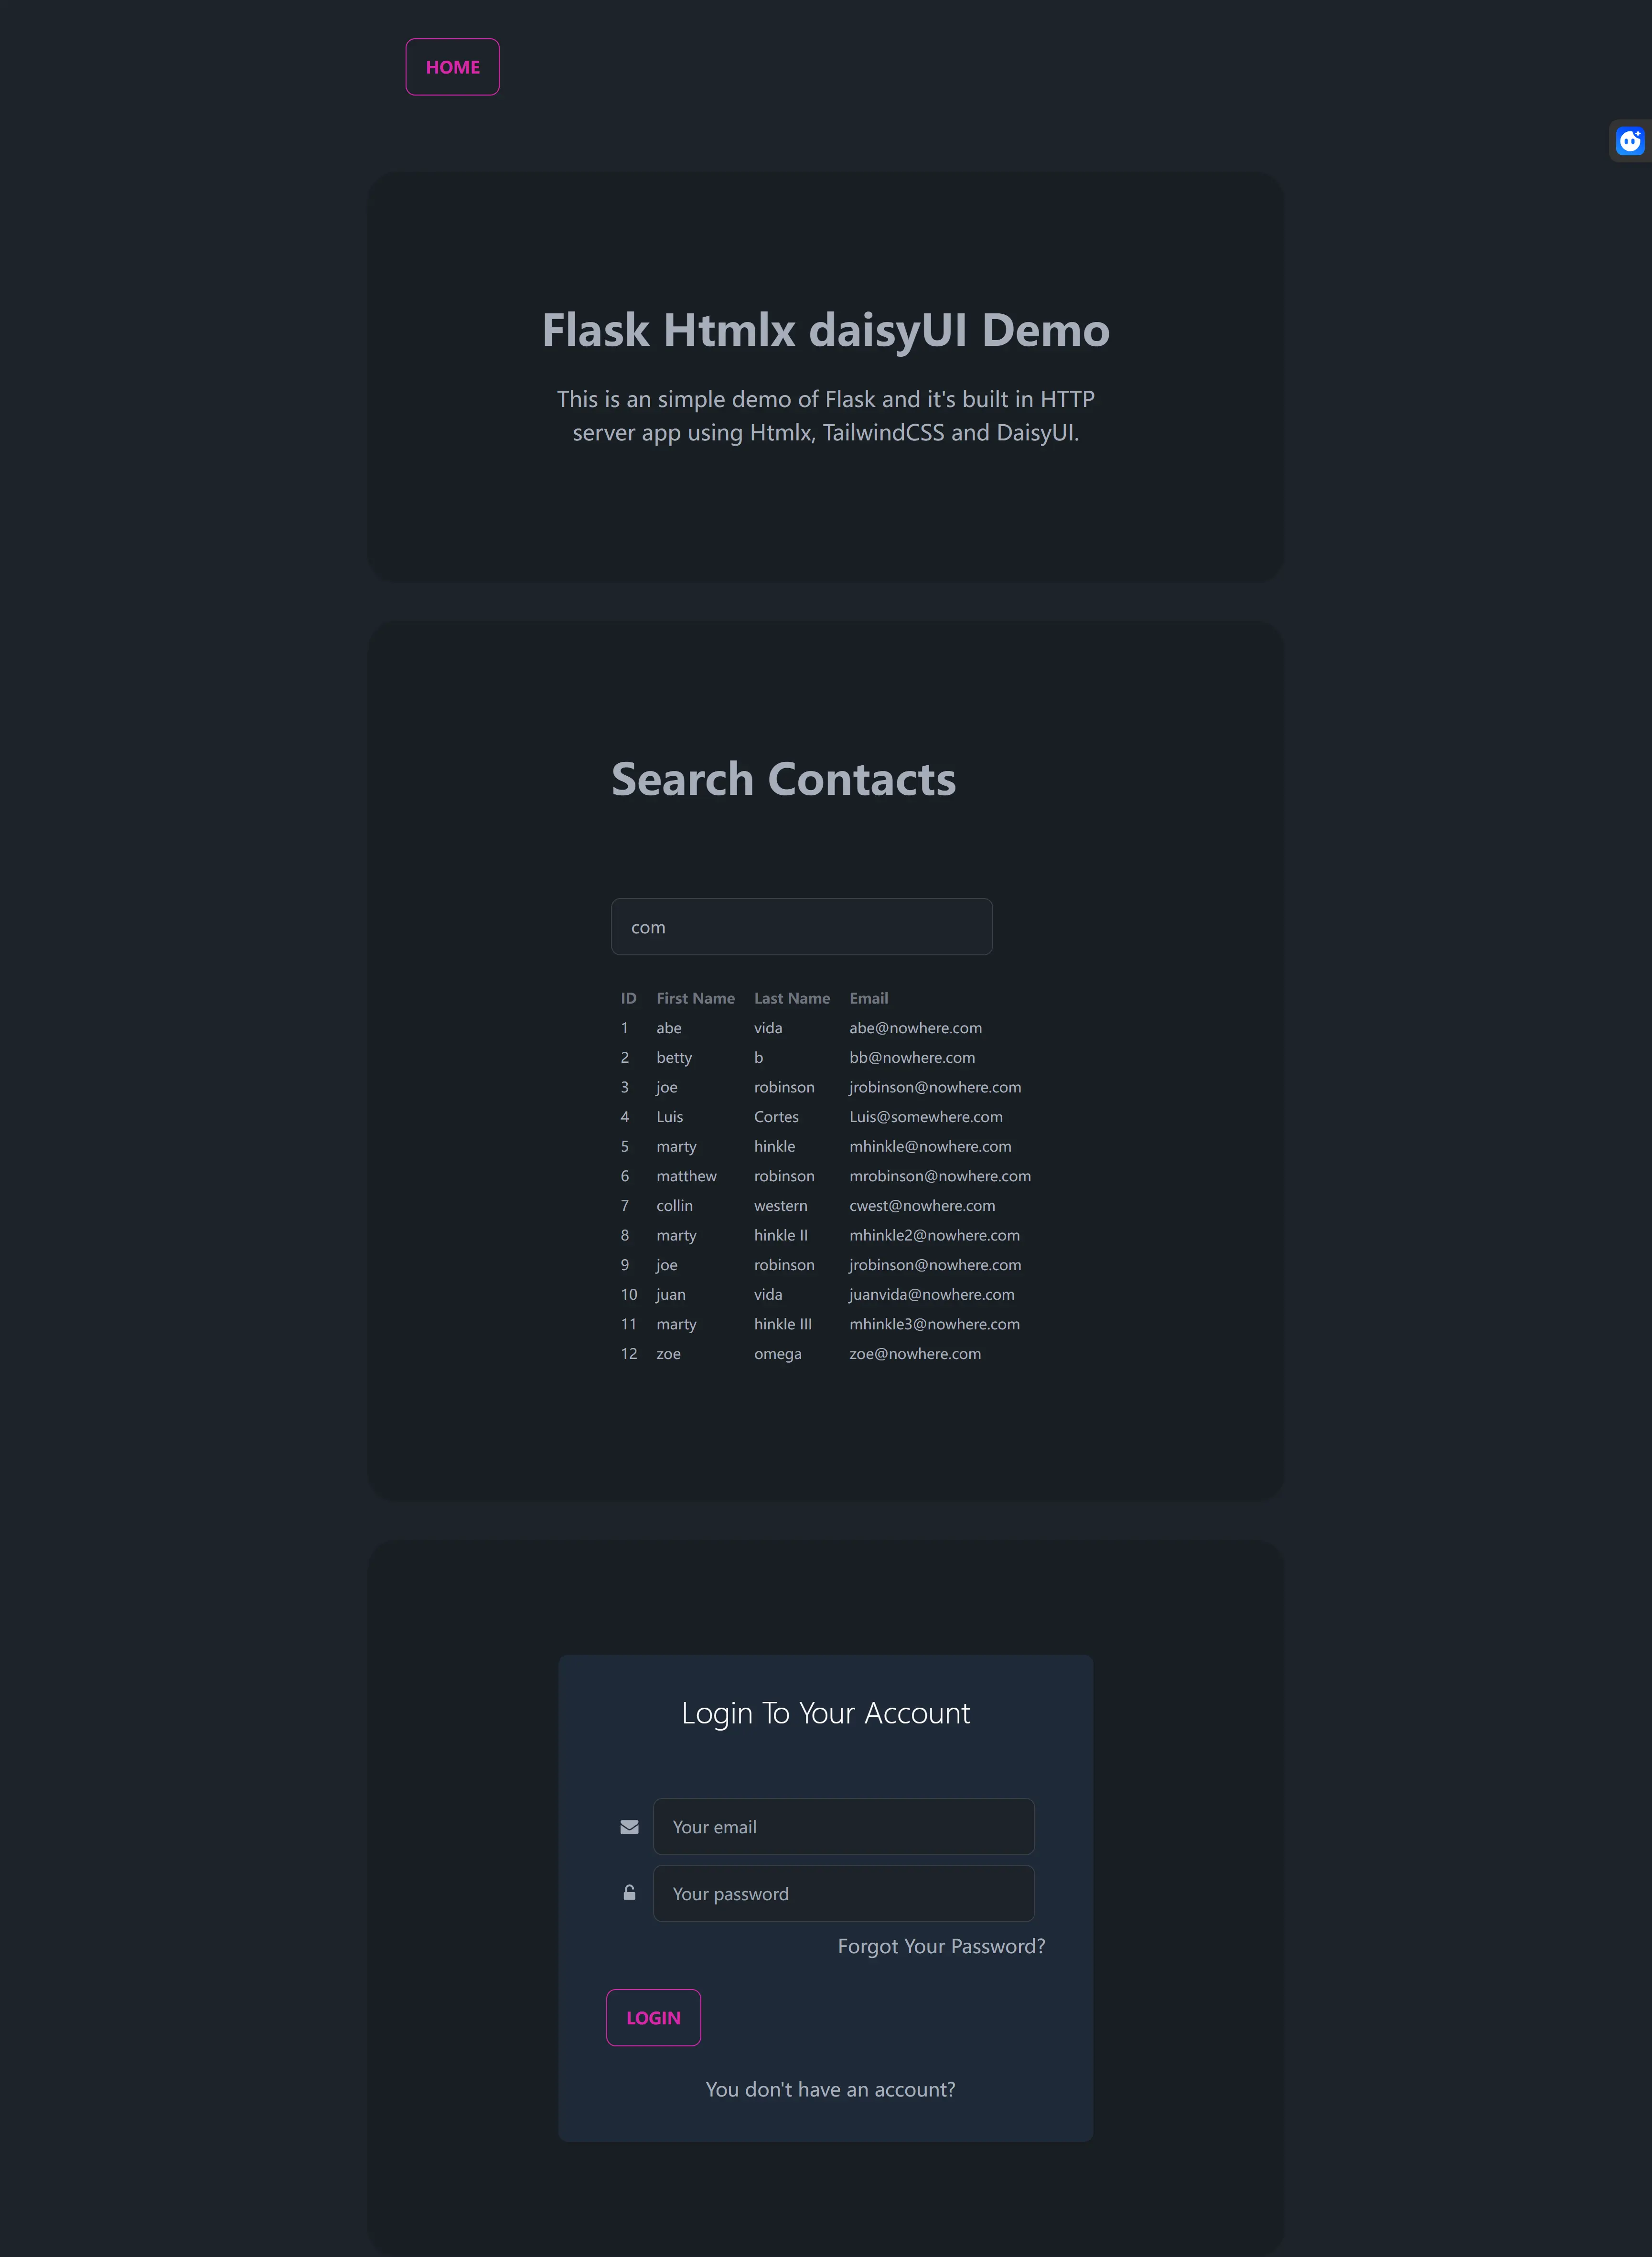 HOME
Flask Htmlx daisyUI Demo
This is an simple demo of Flask and it's built in HTTP
server app using Htmlx, TailwindCSS and DaisyUI.
Search Contacts
com
ID First Name Last Name Email
1 abe vida abe@nowhere.com
2 betty b bb@nowhere.com
3 joe robinson jrobinson@nowhere.com
4 Luis Cortes Luis@somewhere.com
5 marty hinkle mhinkle@nowhere.com
6 matthew robinson mrobinson@nowhere.com
7 collin western cwest@nowhere.com
8 marty hinkle II mhinkle2@nowhere.com
9 joe robinson jrobinson@nowhere.com
10 juan vida juanvida@nowhere.com
11 marty hinkle III mhinkle3@nowhere.com
12 zoe omega zoe@nowhere.com
Login To Your Account
Your email
Your password
Forgot Your Password?
LOGIN
You don't have an account?